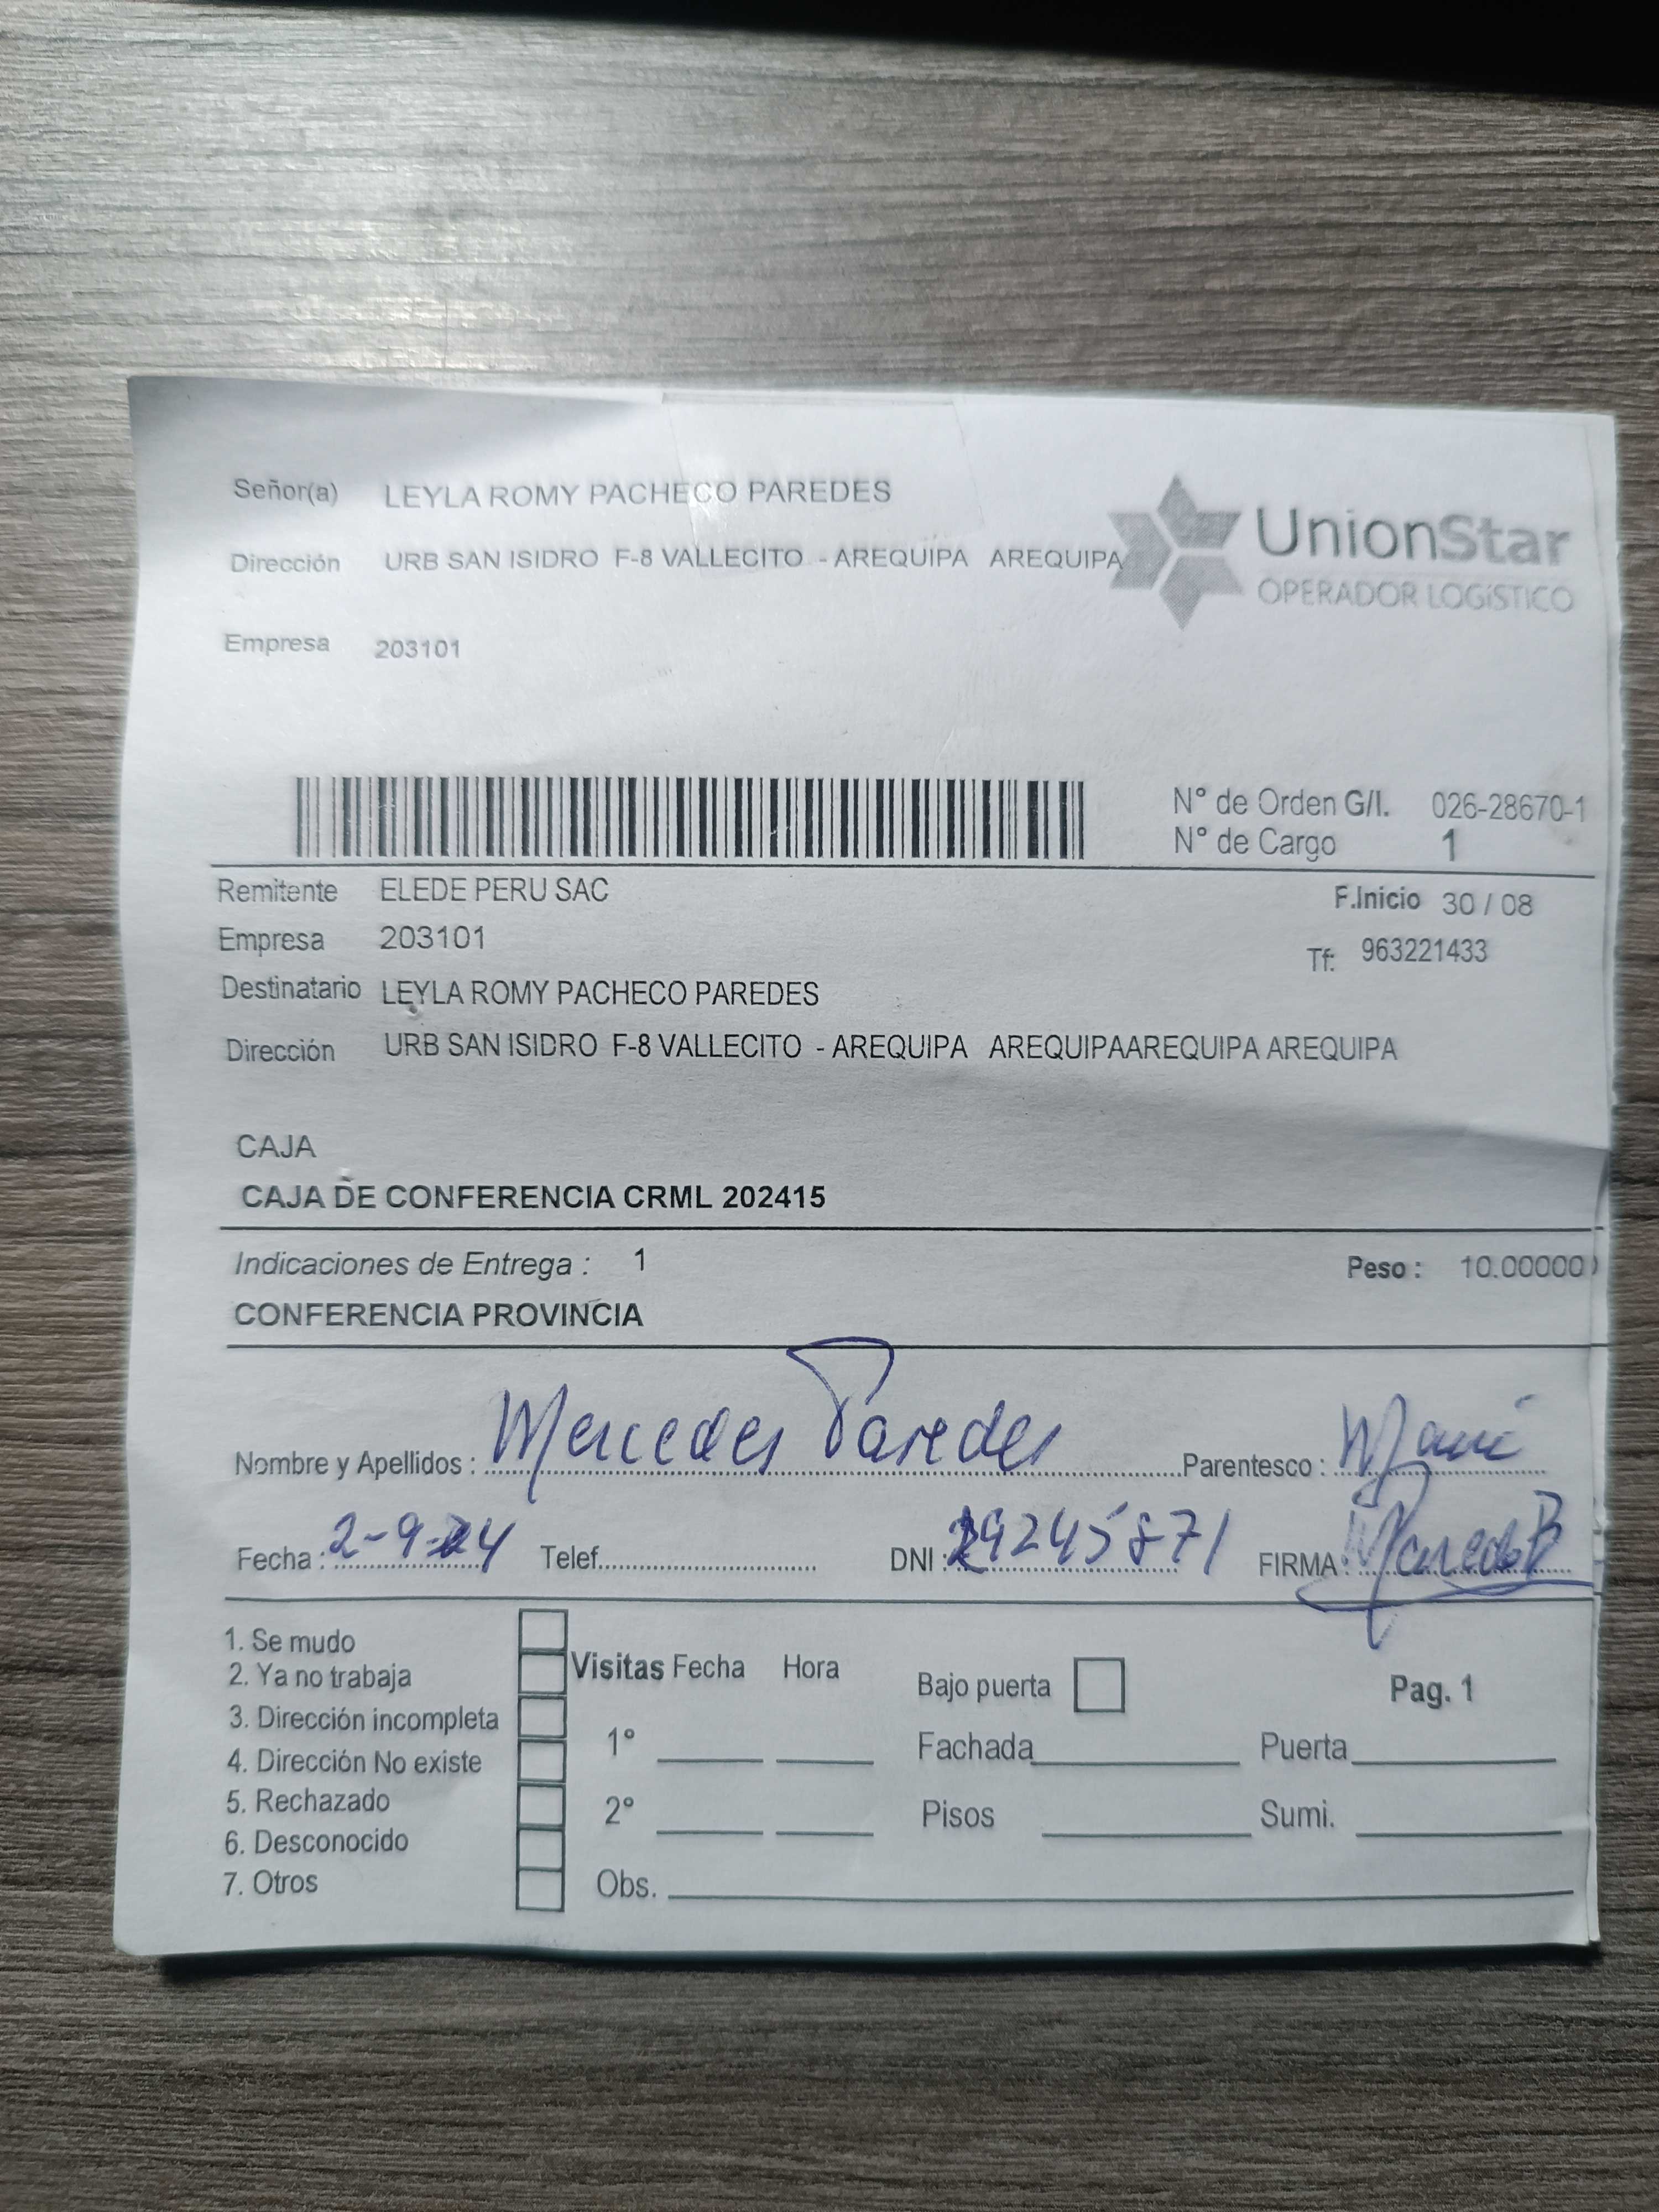 Señor(a) LEYLA ROMY PACHECO PAREDES
Dirección URB SAN ISIDRO F-8 VALLECITO - AREQUIPA AREQUIPA
UnionStar
OPERADOR LOGíSTICO
Empresa 203101
N° de Orden G/I. 026-28670-1
N° de Cargo 1
Remitente ELEDE PERU SAC
F.Inicio 30 / 08
Empresa 203101
Tf: 963221433
Destinatario LEYLA ROMY PACHECO PAREDES
Dirección URB SAN ISIDRO F-8 VALLECITO - AREQUIPA AREQUIPAAREQUIPA AREQUIPA
CAJA
CAJA DE CONFERENCIA CRML 202415
Indicaciones de Entrega : 1 Peso : 10.00000
CONFERENCIA PROVINCIA
Nombre y Apellidos : Mercedes Paredes Parentesco : Mamá
Fecha : 2-9-24 Telef. DNI : 29245871 FIRMA :
1. Se mudo
2. Ya no trabaja
3. Dirección incompleta
4. Dirección No existe
5. Rechazado
6. Desconocido
7. Otros
Visitas Fecha Hora
1°
2°
Obs.
Bajo puerta Pag. 1
Fachada Puerta
Pisos Sumi.